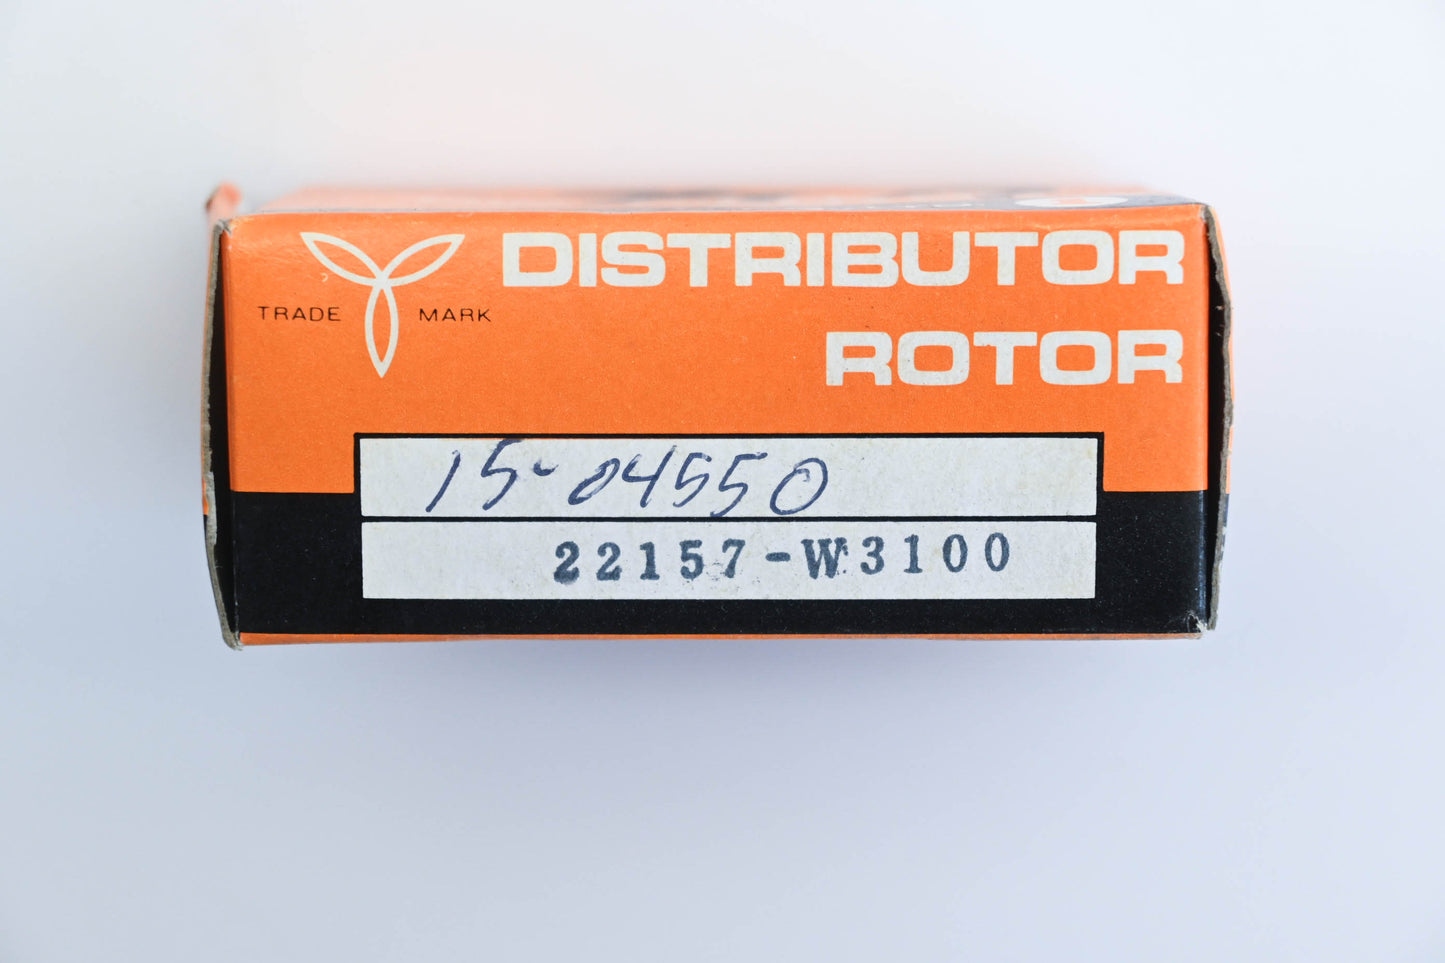 DISTRIBUTOR
TRADE MARK
ROTOR
15-04550
22157-W3100